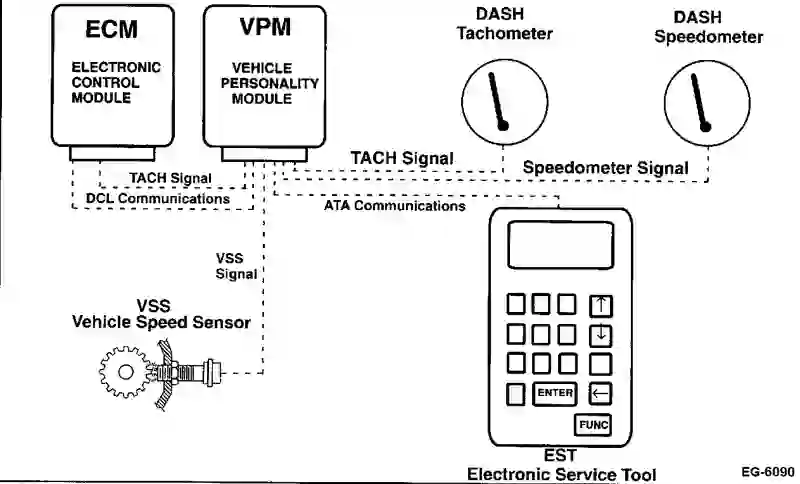 ECM
ELECTRONIC
CONTROL
MODULE
VPM
VEHICLE
PERSONALITY
MODULE
DASH
Tachometer
DASH
Speedometer
TACH Signal
Speedometer Signal
TACH Signal
DCL Communications
ATA Communications
VSS
Signal
VSS
Vehicle Speed Sensor
↑
↓
ENTER
←
FUNC
EST
Electronic Service Tool
EG-6090